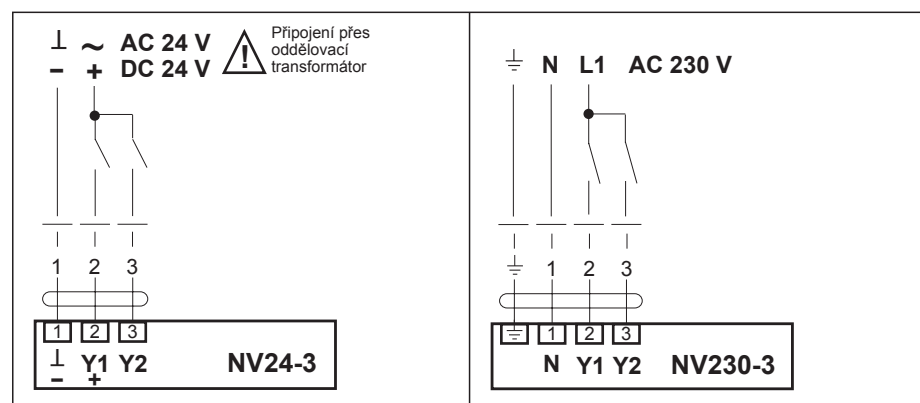 ⊥ ~ AC 24 V
– + DC 24 V
Připojení přes
oddělovací
transformátor
1 2 3
1 2 3
⊥ Y1 Y2 NV24-3
– +
⏚ N L1 AC 230 V
⏚ 1 2 3
⏚ 1 2 3
N Y1 Y2 NV230-3